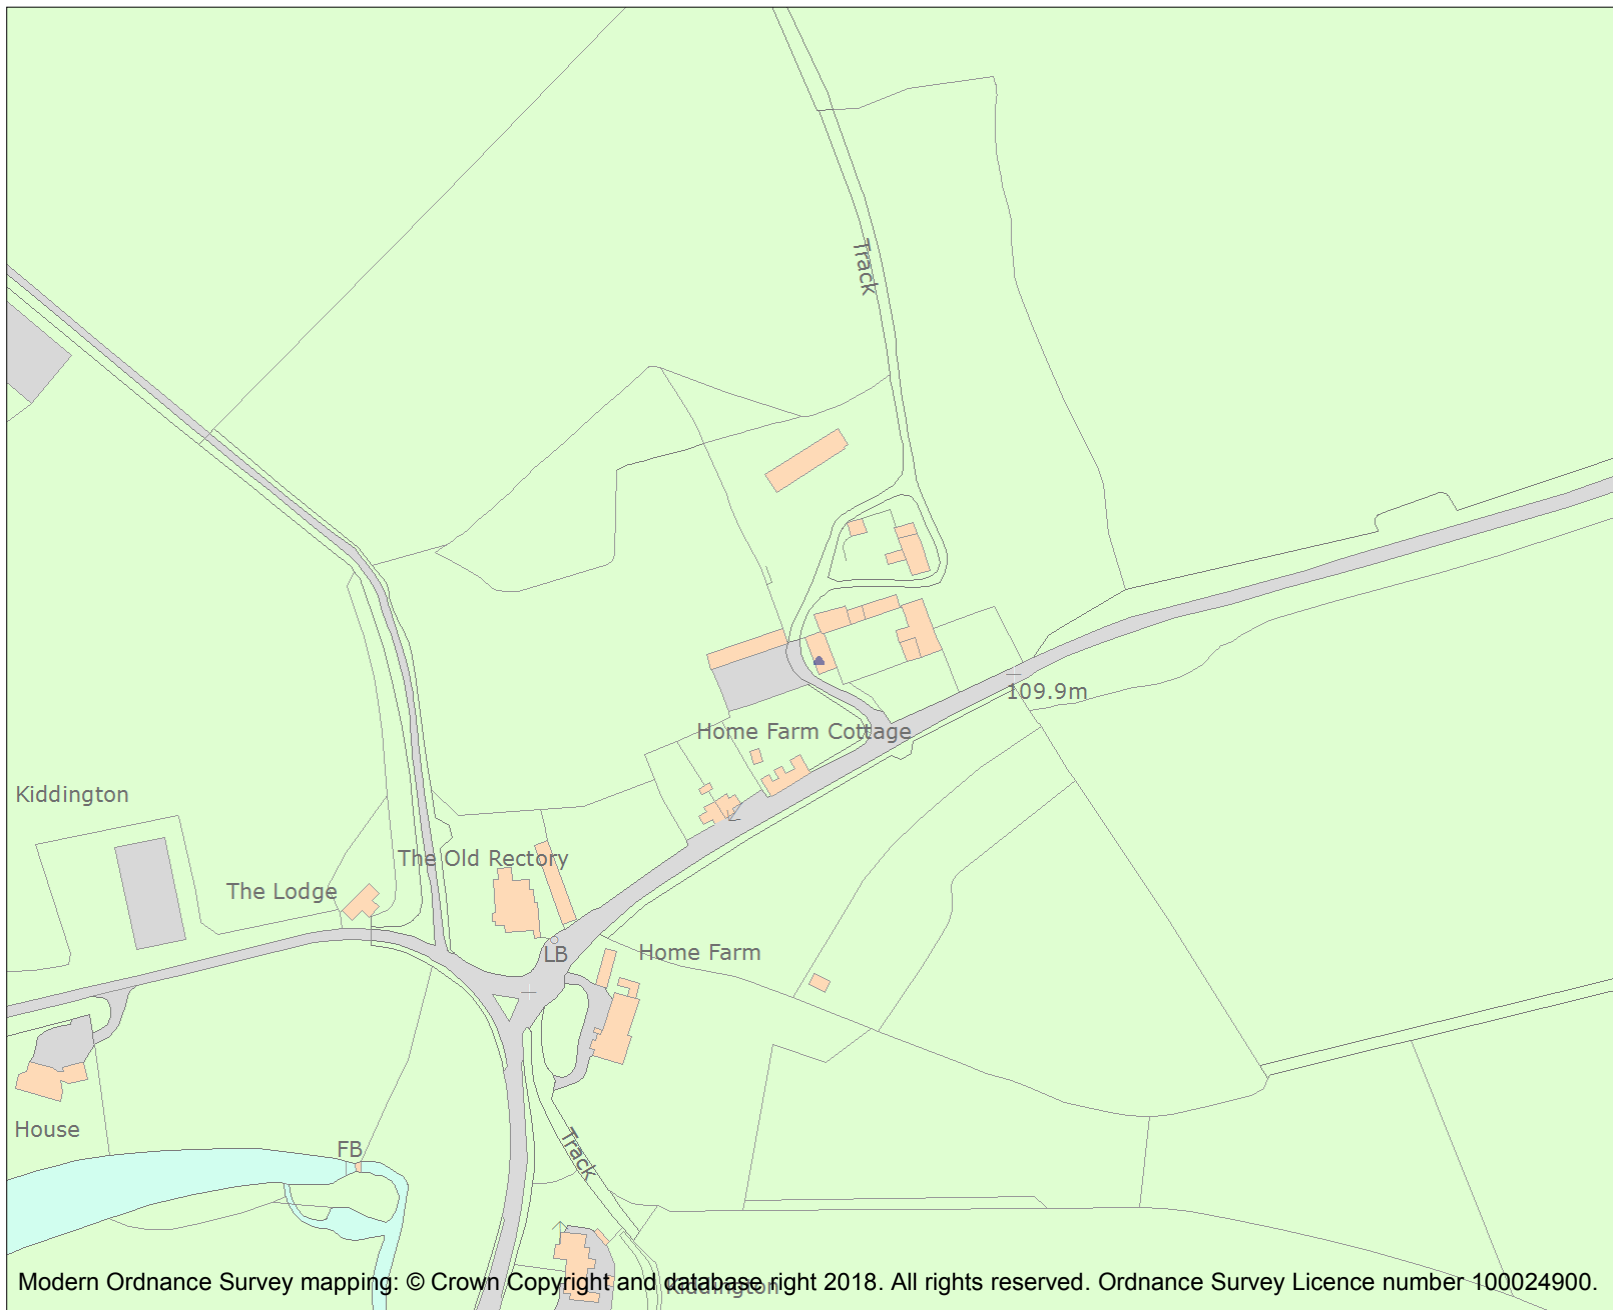 Track
109.9m
Home Farm Cottage
Kiddington
The Old Rectory
The Lodge
Home Farm
LB
House
FB
Track
Kiddington
Modern Ordnance Survey mapping: © Crown Copyright and database right 2018. All rights reserved. Ordnance Survey Licence number 100024900.